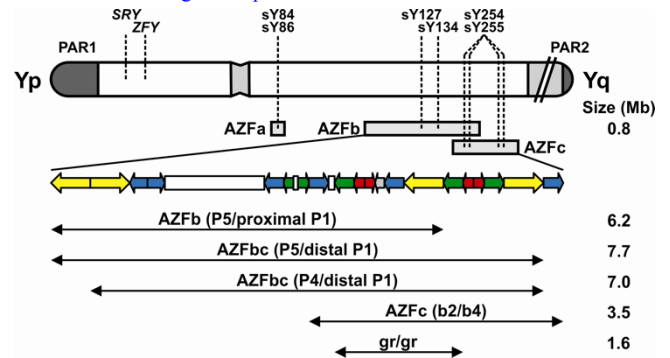 SRY
ZFY
sY84
sY86
sY127
sY134
sY254
sY255
PAR1
PAR2
Yp
Yq
Size (Mb)
AZFa
AZFb
0.8
AZFc
AZFb (P5/proximal P1)
6.2
AZFbc (P5/distal P1)
7.7
AZFbc (P4/distal P1)
7.0
AZFc (b2/b4)
3.5
gr/gr
1.6